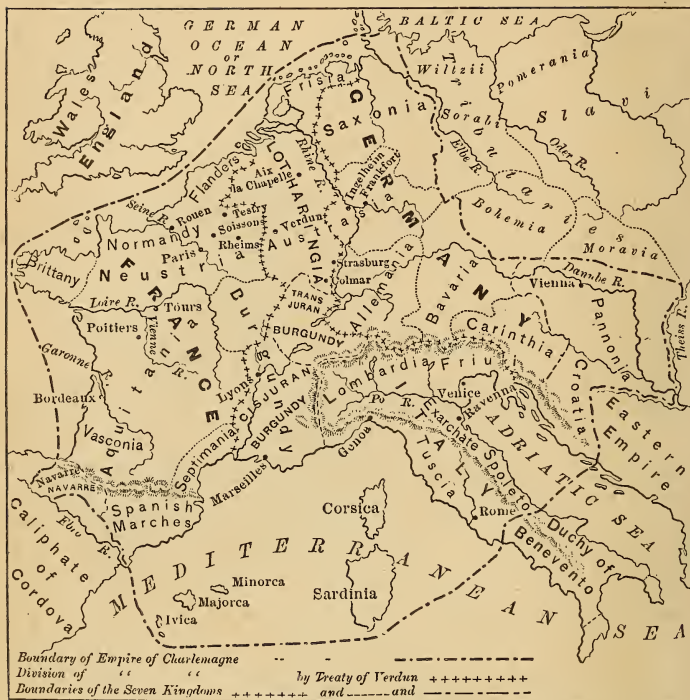 GERMAN
OCEAN
or
NORTH
SEA
BALTIC SEA
Wales
England
Wiltzii
Pomerania
Slavi
Tributaries
Sorabi
Elbe R.
Oder R.
Frisia
Saxonia
GERMANY
Flanders
LOTHARINGIA
Rhine R.
Aix
la Chapelle
Ingelheim
Frankfort
Seine R.
Rouen
Testry
Soissons
Verdun
Normandy
Paris
Rheims
Austrasia
Bohemia
Moravia
Brittany
Neustria
FRANCE
Strasburg
Colmar
Allemania
Bavaria
Vienna
Danube R.
Pannonia
Theiss R.
Loire R.
Tours
Poitiers
Vienne
R.
Burgundy
TRANS
JURAN
BURGUNDY
Carinthia
Garonne R.
Aquitania
Lyons
CISJURAN
BURGUNDY
Lombardia
Friuli
Croatia
Eastern
Empire
Bordeaux
Vasconia
Septimania
Po R.
Venice
Ravenna
Genoa
Exarchate
ITALY
Tuscia
Spoleto
ADRIATIC SEA
Navarre
NAVARRE
Marseilles
Spanish
Marches
Ebro R.
Corsica
Rome
Duchy of
Benevento
Caliphate
of
Cordova
MEDITERRANEAN SEA
Minorca
Majorca
Ivica
Sardinia
Boundary of Empire of Charlemagne
Division of " " by Treaty of Verdun
Boundaries of the Seven Kingdoms and and